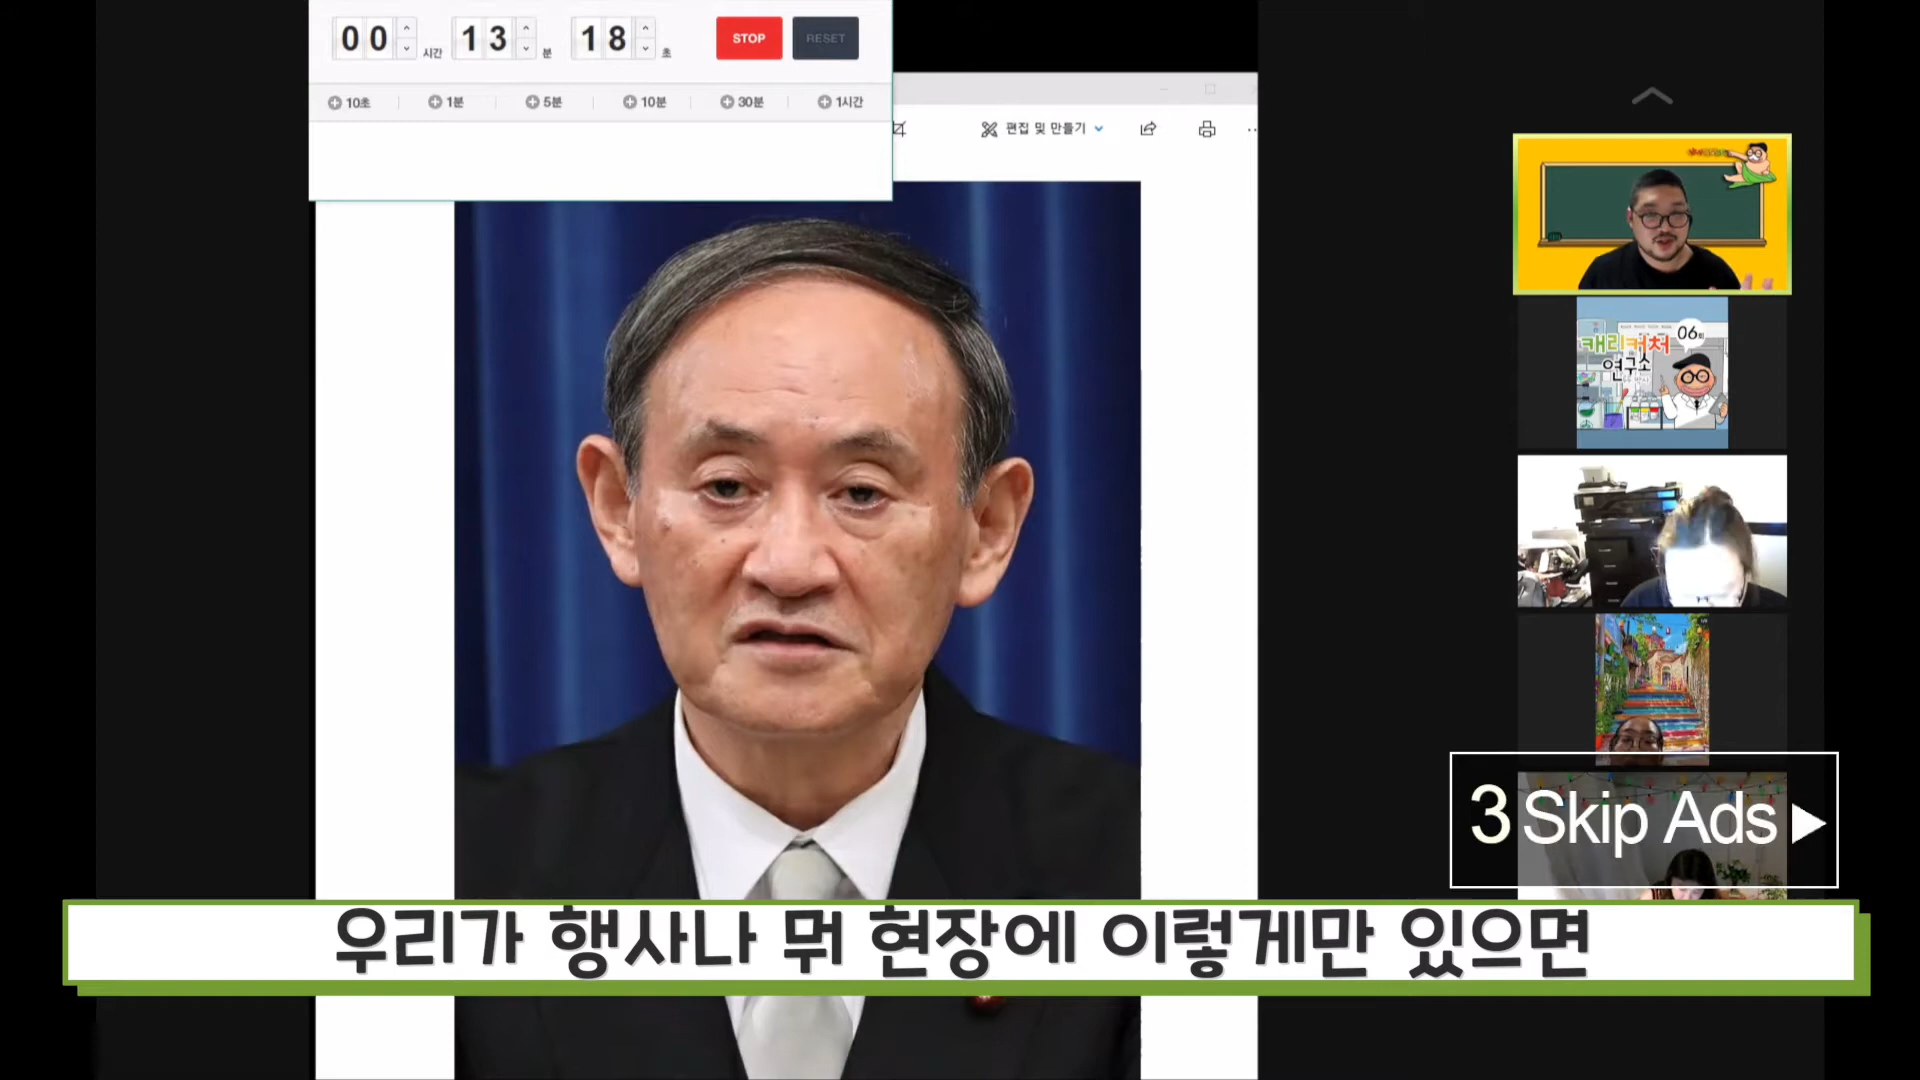 00 시간 13 분 18 초 STOP RESET
10초 1분 5분 10분 30분 1시간
편집 및 만들기
06회
캐리커처
연구소
3 Skip Ads
우리가 행사나 뭐 현장에 이렇게만 있으면